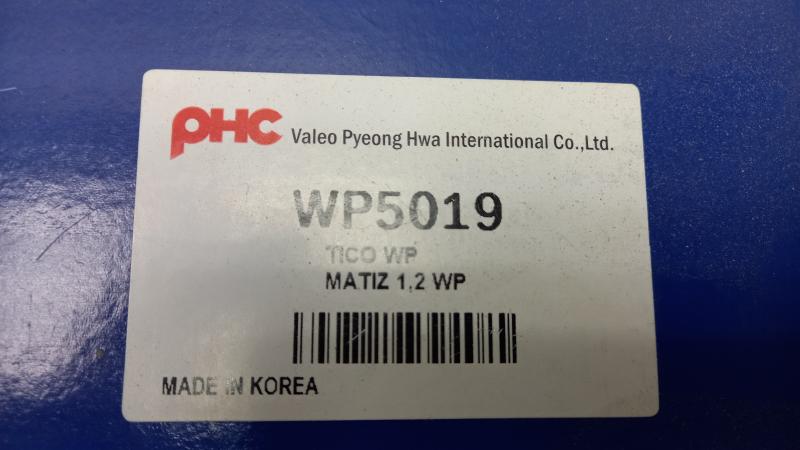 PHC Valeo Pyeong Hwa International Co.,Ltd.
WP5019
TICO WP
MATIZ 1,2 WP
MADE IN KOREA